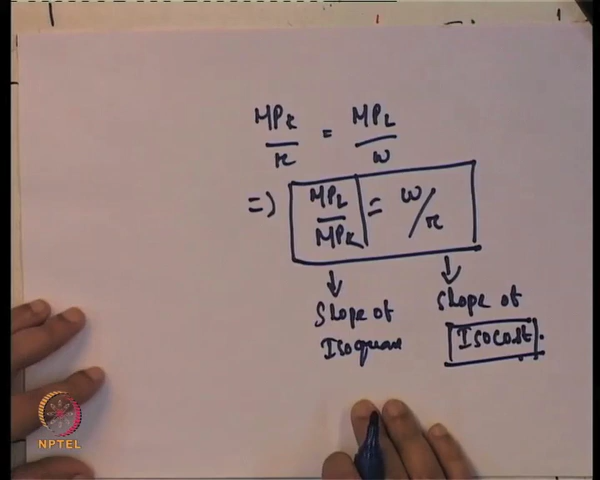 MPK/r = MPL/w
=> MPL/MPK = w/r
↓ ↓
Slope of Slope of
Isoquant Isocost.
NPTEL